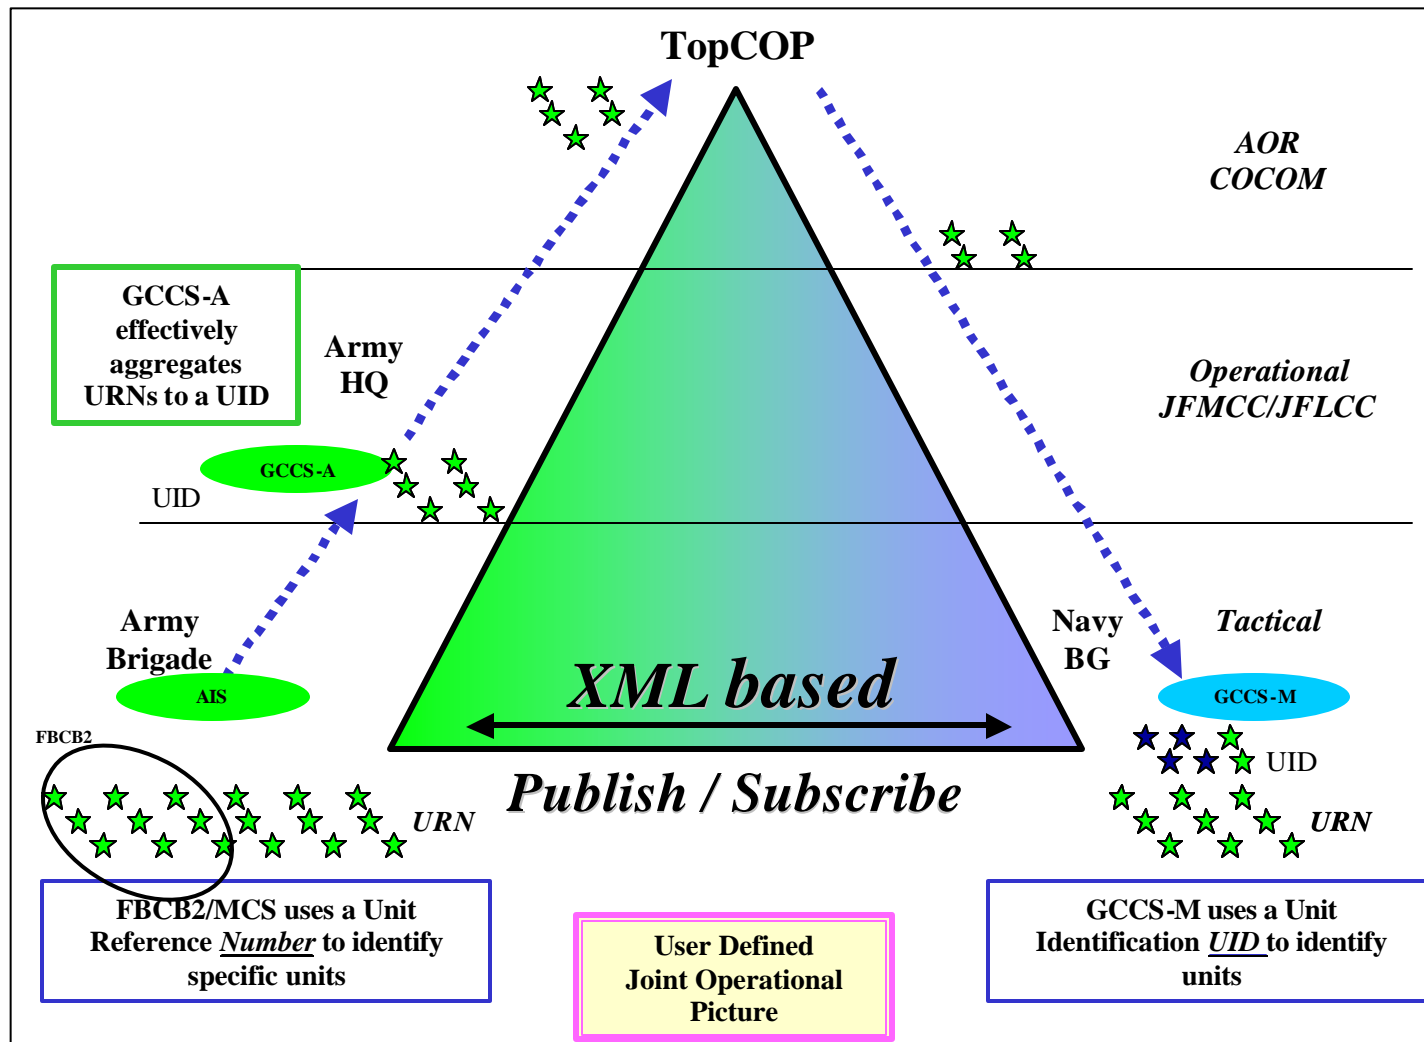 TopCOP
AOR
COCOM
GCCS-A
effectively
aggregates
URNs to a UID
Army
HQ
Operational
JFMCC/JFLCC
GCCS-A
UID
Army
Brigade
AIS
Navy
BG
Tactical
GCCS-M
XML based
FBCB2
UID
URN
Publish / Subscribe
URN
FBCB2/MCS uses a Unit
Reference Number to identify
specific units
User Defined
Joint Operational
Picture
GCCS-M uses a Unit
Identification UID to identify
units